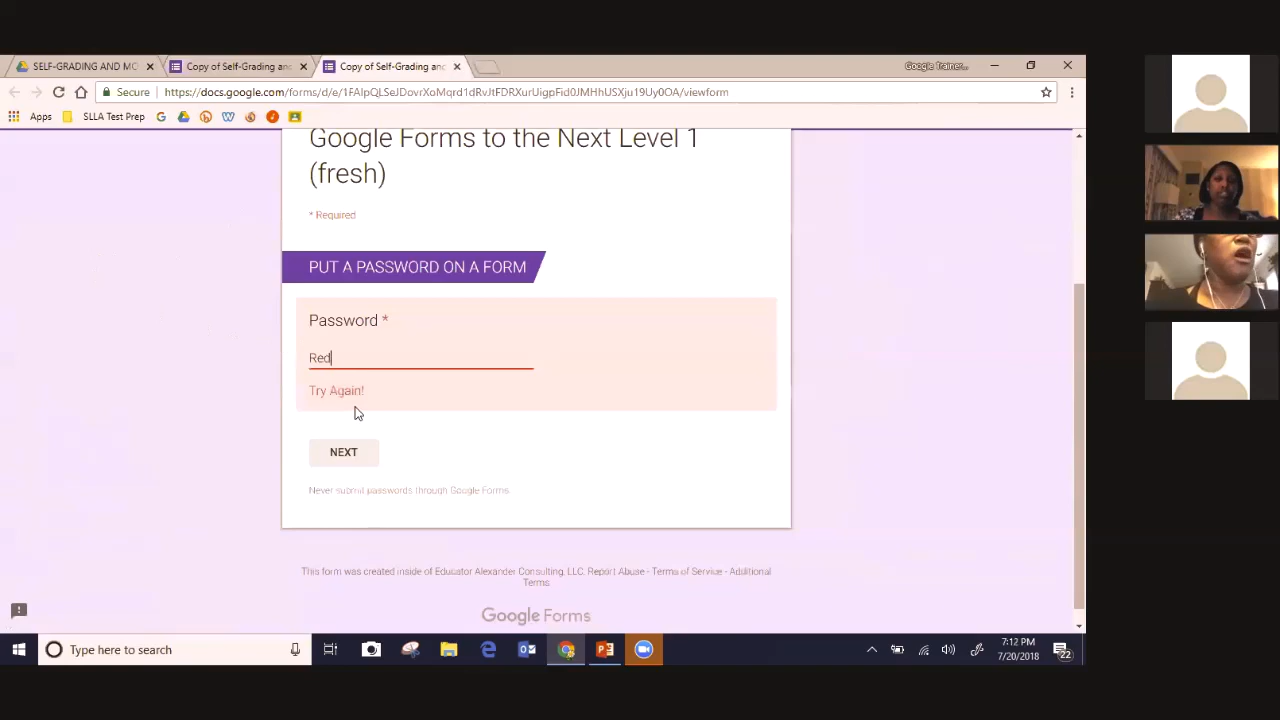 SELF-GRADING AND MC
Copy of Self-Grading and
Copy of Self-Grading and
Google Trainer...
Secure
https://docs.google.com/forms/d/e/1FAIpQLSeJDovrXoMqrd1dRvJtFDRXurUigpFid0JMHhUSXju19Uy0OA/viewform
Apps
SLLA Test Prep
Google Forms to the Next Level 1
(fresh)
* Required
PUT A PASSWORD ON A FORM
Password *
Red
Try Again!
NEXT
Never submit passwords through Google Forms.
This form was created inside of Educator Alexander Consulting, LLC. Report Abuse - Terms of Service - Additional
Terms
Google Forms
Type here to search
7:12 PM
7/20/2018
22